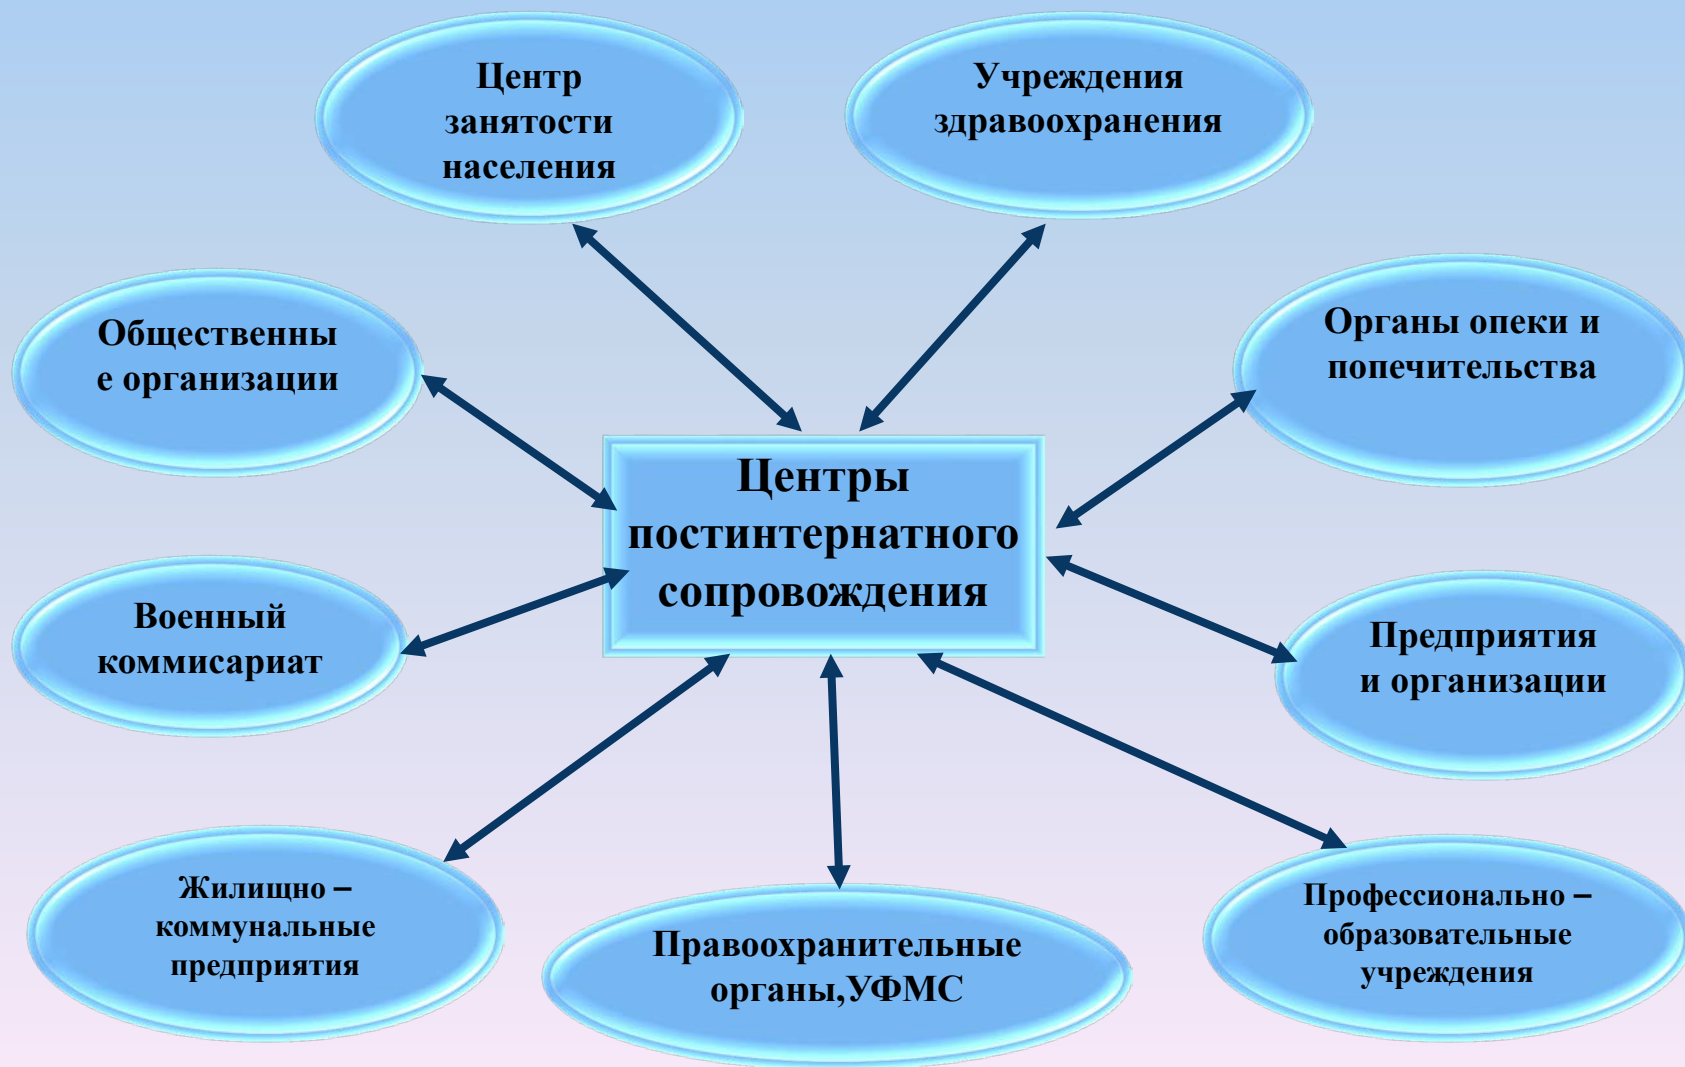 Центр
занятости
населения
Учреждения
здравоохранения
Общественны
е организации
Органы опеки и
попечительства
Центры
постинтернатного
сопровождения
Военный
коммисариат
Предприятия
и организации
Жилищно –
коммунальные
предприятия
Правоохранительные
органы,УФМС
Профессионально –
образовательные
учреждения